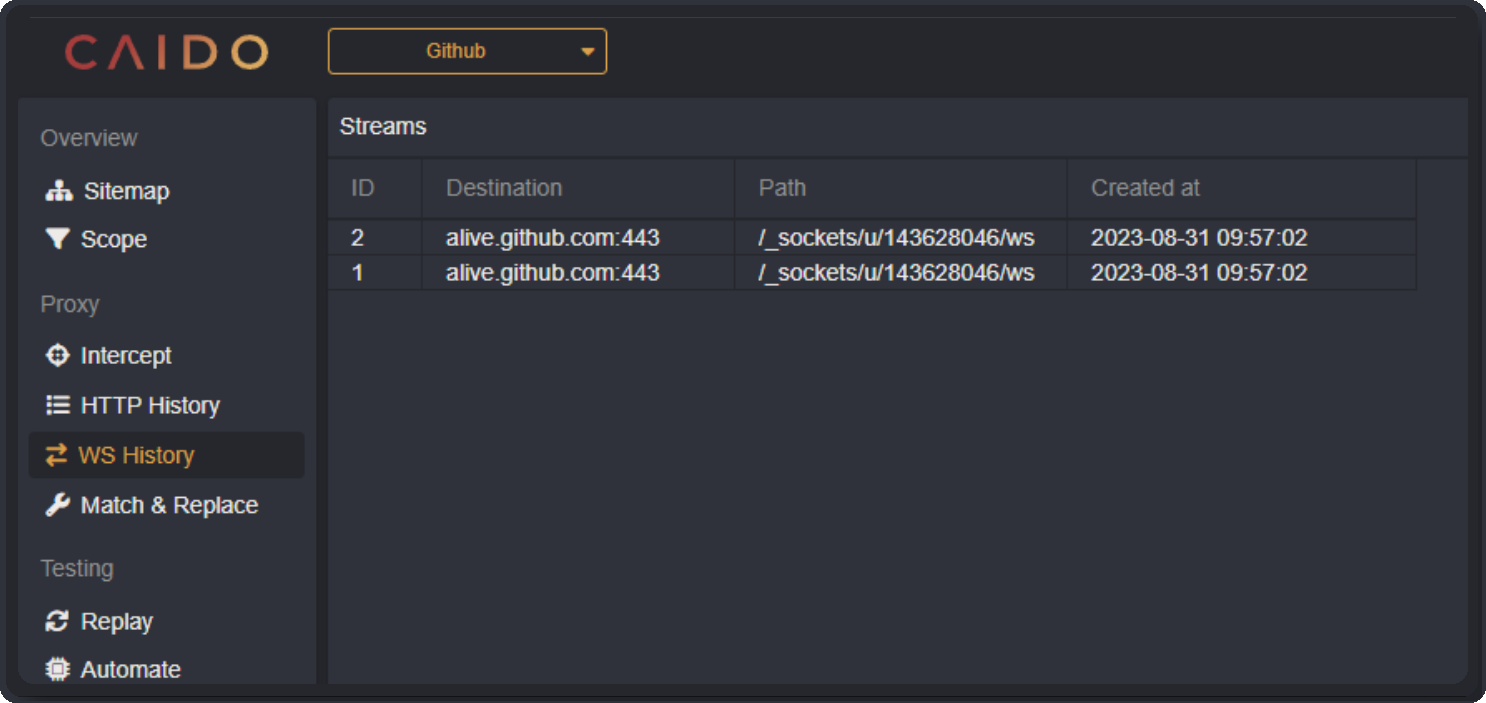 CAIDO
Github
Overview
Sitemap
Scope
Proxy
Intercept
HTTP History
WS History
Match & Replace
Testing
Replay
Automate
Streams
ID Destination Path Created at
2 alive.github.com:443 /_sockets/u/143628046/ws 2023-08-31 09:57:02
1 alive.github.com:443 /_sockets/u/143628046/ws 2023-08-31 09:57:02